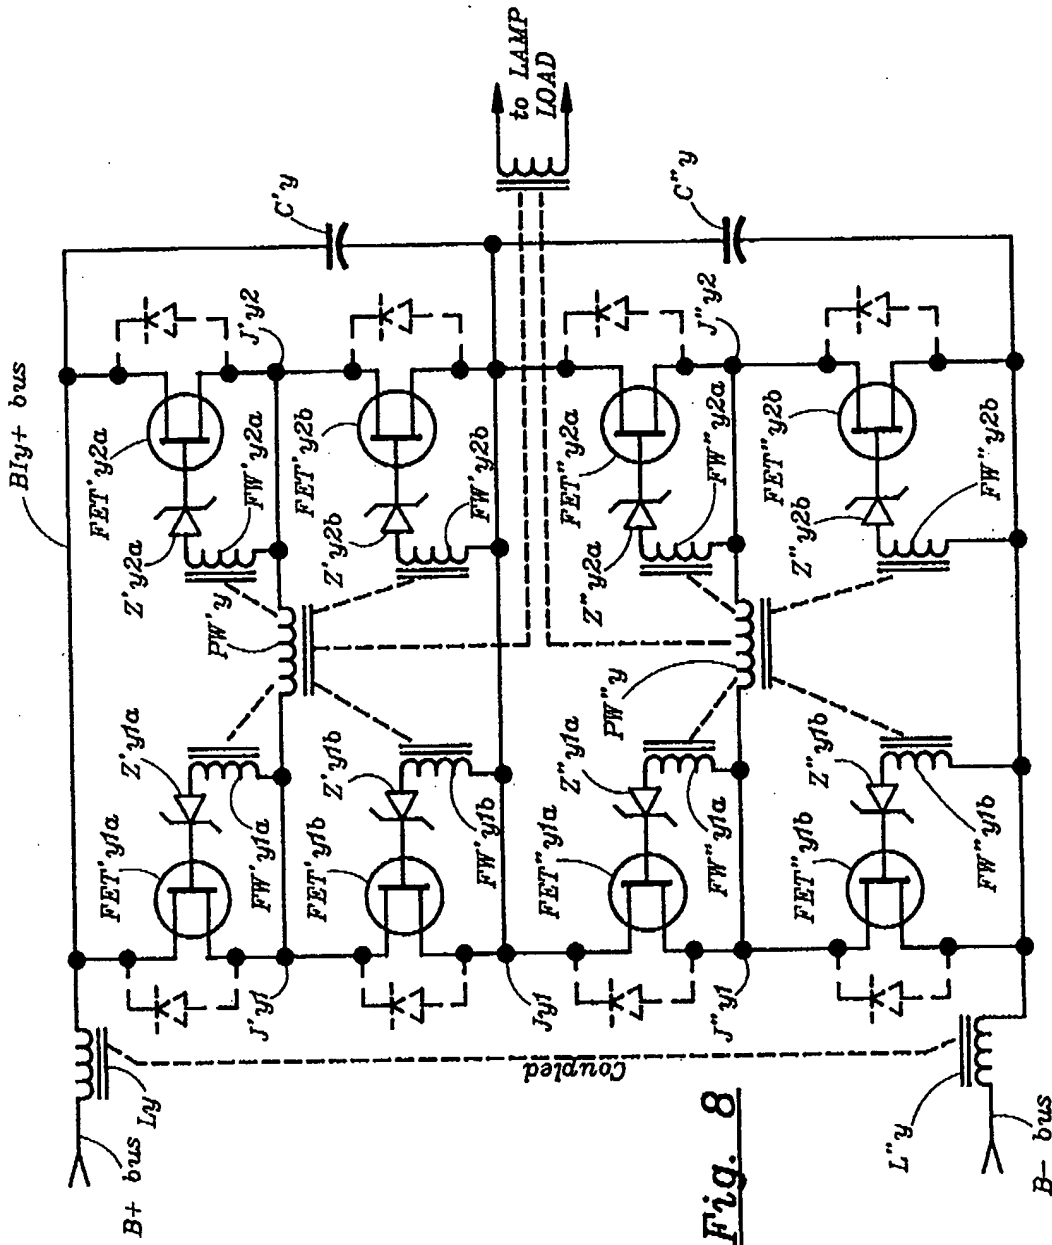 B+ bus
Ly
BIy+ bus
FET'y1a
Z'y1a
FW'y1a
PW'y
Z'y2a
FET'y2a
FW'y2a
J'y1
J'y2
C'y
FET'y1b
Z'y1b
FW'y1b
Z'y2b
FET'y2b
FW'y2b
Jy1
to LAMP
LOAD
Coupled
FET"y1a
Z"y1a
FW"y1a
PW"y
Z"y2a
FET"y2a
FW"y2a
J"y1
J"y2
C"y
FET"y1b
Z"y1b
FW"y1b
Z"y2b
FET"y2b
FW"y2b
L"y
B- bus
Fig. 8